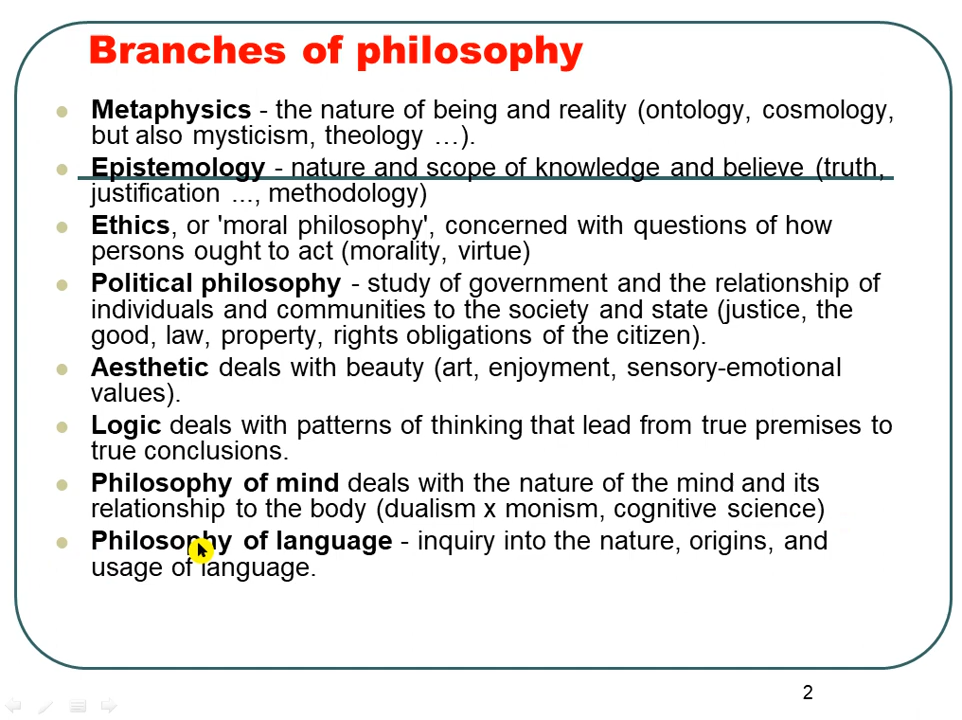 Branches of philosophy
Metaphysics - the nature of being and reality (ontology, cosmology,
but also mysticism, theology …).
Epistemology - nature and scope of knowledge and believe (truth,
justification ..., methodology)
Ethics, or 'moral philosophy', concerned with questions of how
persons ought to act (morality, virtue)
Political philosophy - study of government and the relationship of
individuals and communities to the society and state (justice, the
good, law, property, rights obligations of the citizen).
Aesthetic deals with beauty (art, enjoyment, sensory-emotional
values).
Logic deals with patterns of thinking that lead from true premises to
true conclusions.
Philosophy of mind deals with the nature of the mind and its
relationship to the body (dualism x monism, cognitive science)
Philosophy of language - inquiry into the nature, origins, and
usage of language.
2